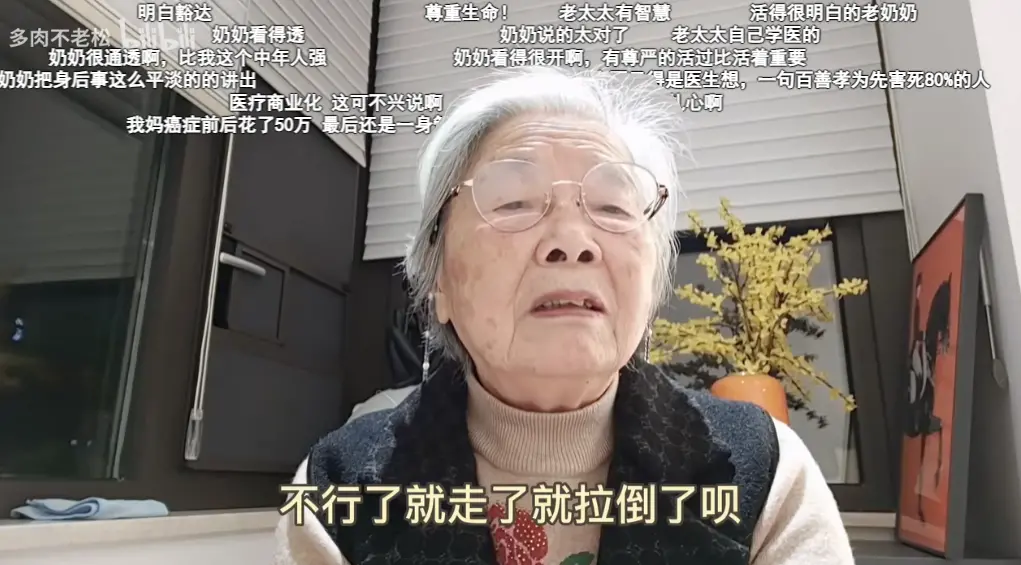 明白豁达 尊重生命！ 老太太有智慧 活得很明白的老奶奶
多肉不老松 bilibili 奶奶看得透 奶奶说的太对了 老太太自己学医的
奶奶很通透啊，比我这个中年人强 奶奶看得很开啊，有尊严的活过比活着重要
奶奶把身后事这么平淡的的讲出 得是医生想，一句百善孝为先害死80%的人
医疗商业化 这可不兴说啊 心啊
我妈癌症前后花了50万 最后还是一身
不行了就走了就拉倒了呗